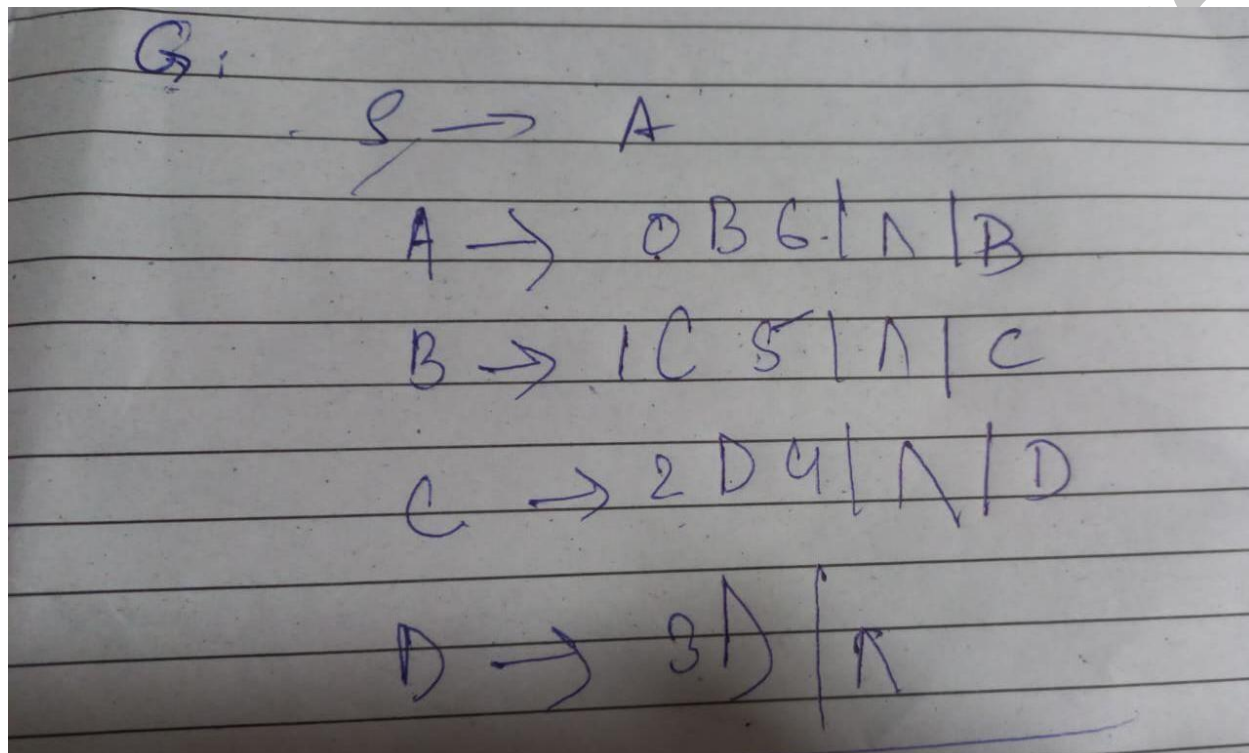 G:
S → A
A → 0B6 | Λ | B
B → 1C5 | Λ | C
C → 2D4 | Λ | D
D → 3D | Λ